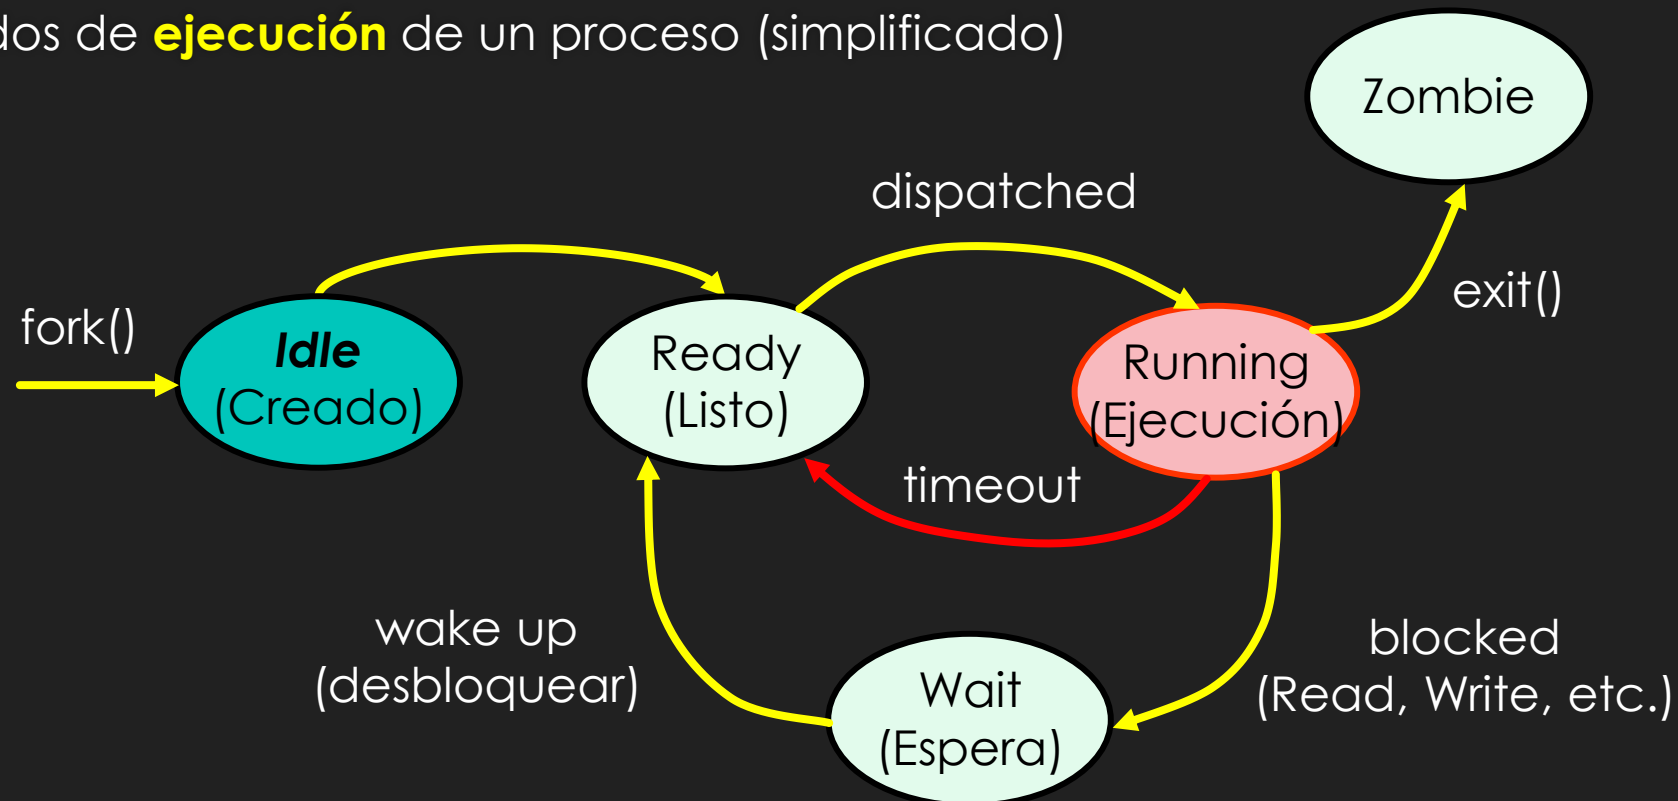 dos de ejecución de un proceso (simplificado)
Zombie
dispatched
exit()
fork()
Idle
(Creado)
Ready
(Listo)
Running
(Ejecución)
timeout
wake up
(desbloquear)
blocked
(Read, Write, etc.)
Wait
(Espera)